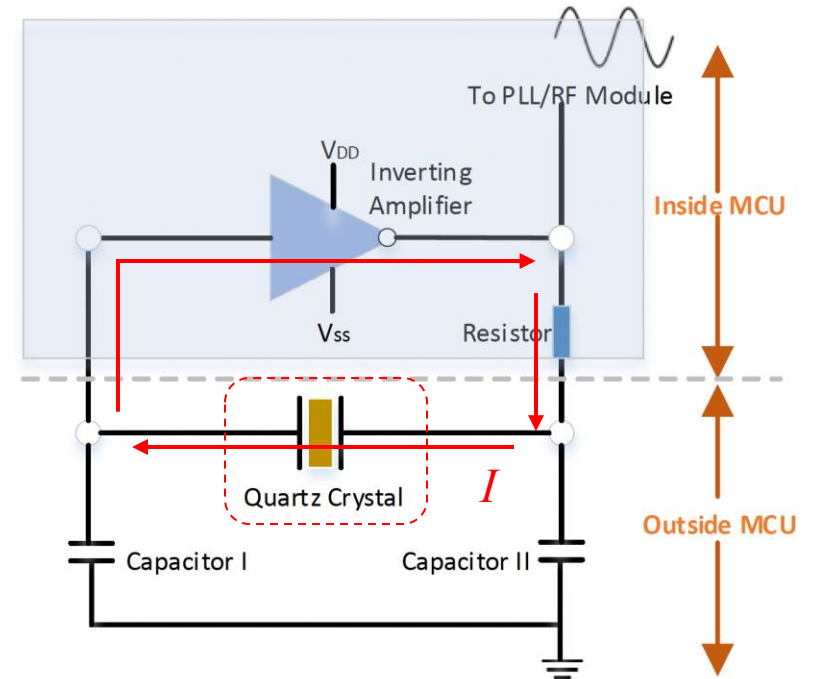 To PLL/RF Module
VDD
Inverting
Amplifier
Inside MCU
Vss
Resistor
Quartz Crystal
I
Outside MCU
Capacitor I
Capacitor II